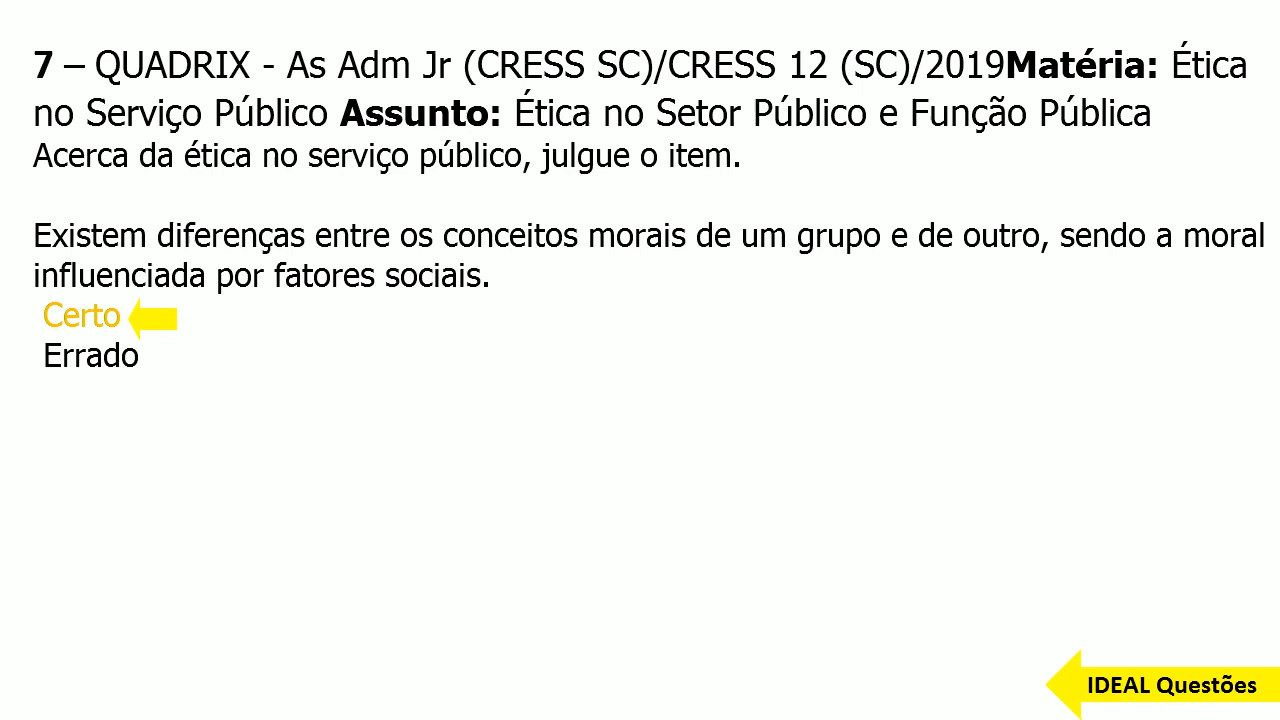 7 – QUADRIX - As Adm Jr (CRESS SC)/CRESS 12 (SC)/2019Matéria: Ética
no Serviço Público Assunto: Ética no Setor Público e Função Pública
Acerca da ética no serviço público, julgue o item.
Existem diferenças entre os conceitos morais de um grupo e de outro, sendo a moral
influenciada por fatores sociais.
Certo
Errado
IDEAL Questões